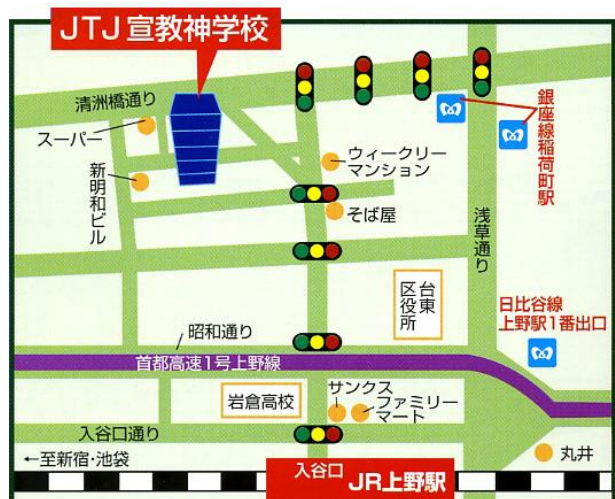 JTJ 宣教神学校
清洲橋通り
スーパー
新明和ビル
ウィークリー
マンション
そば屋
銀座線稲荷町駅
浅草通り
台東
区役所
日比谷線
上野駅1番出口
昭和通り
首都高速1号上野線
岩倉高校
サンクス
ファミリー
マート
入谷口通り
←至新宿・池袋
入谷口
JR上野駅
丸井